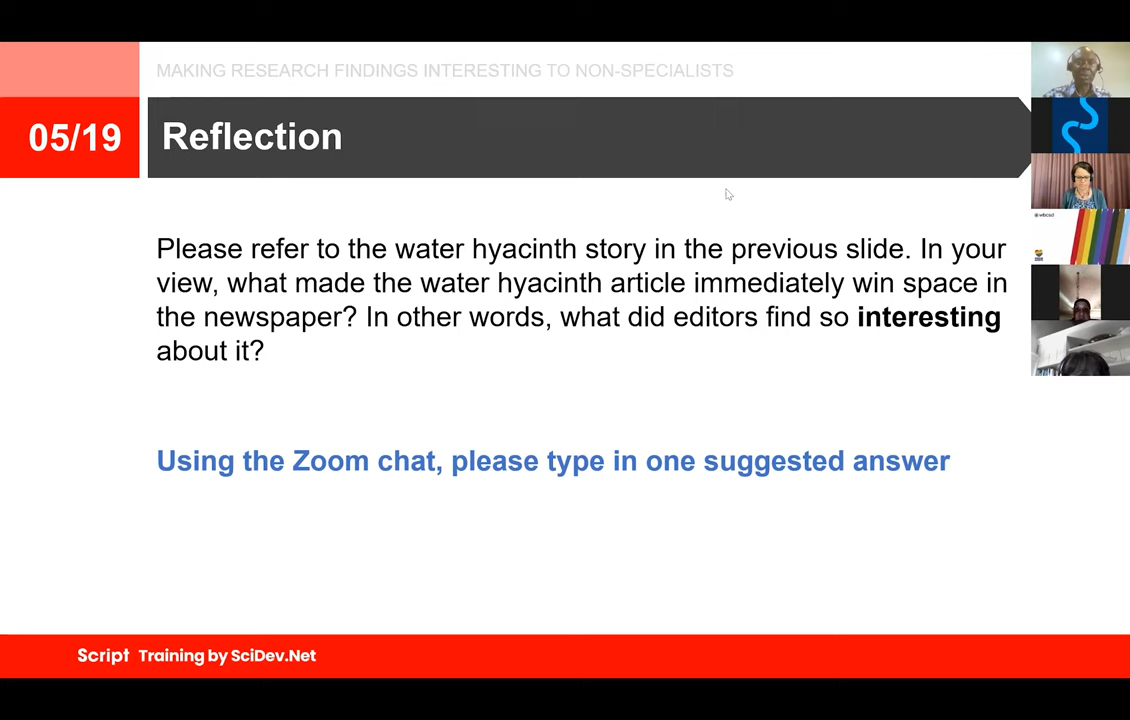 MAKING RESEARCH FINDINGS INTERESTING TO NON-SPECIALISTS
05/19
Reflection
Please refer to the water hyacinth story in the previous slide. In your
view, what made the water hyacinth article immediately win space in
the newspaper? In other words, what did editors find so interesting
about it?
Using the Zoom chat, please type in one suggested answer
Script Training by SciDev.Net